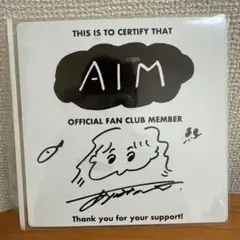 THIS IS TO CERTIFY THAT
AIM
OFFICIAL FAN CLUB MEMBER
Thank you for your support!